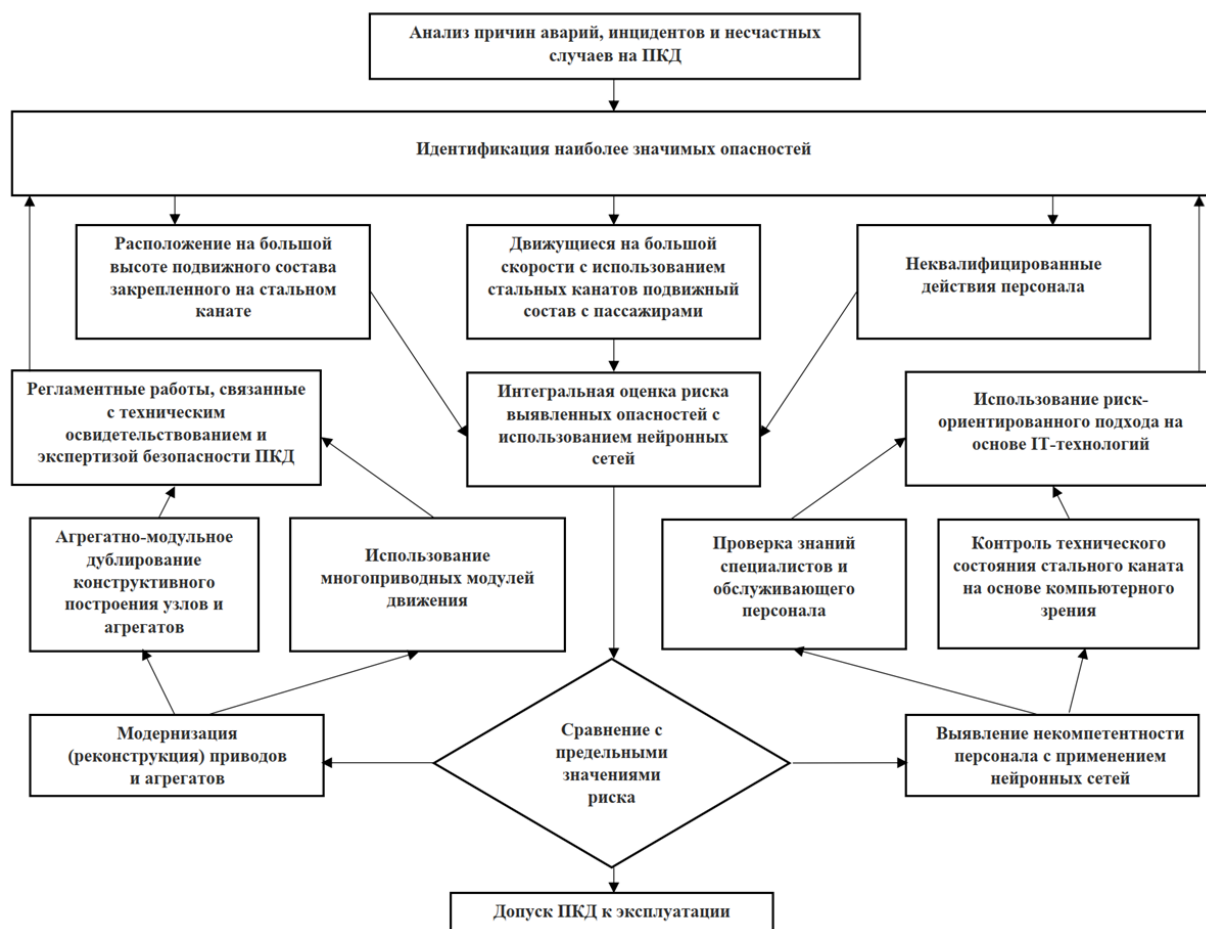 Анализ причин аварий, инцидентов и несчастных
случаев на ПКД
Идентификация наиболее значимых опасностей
Расположение на большой
высоте подвижного состава
закрепленного на стальном
канате
Движущиеся на большой
скорости с использованием
стальных канатов подвижный
состав с пассажирами
Неквалифицированные
действия персонала
Регламентные работы, связанные
с техническим
освидетельствованием и
экспертизой безопасности ПКД
Интегральная оценка риска
выявленных опасностей с
использованием нейронных
сетей
Использование риск-
ориентированного подхода на
основе IT-технологий
Агрегатно-модульное
дублирование
конструктивного
построения узлов и
агрегатов
Использование
многоприводных модулей
движения
Проверка знаний
специалистов и
обслуживающего
персонала
Контроль технического
состояния стального каната
на основе компьютерного
зрения
Модернизация
(реконструкция) приводов
и агрегатов
Сравнение с
предельными
значениями
риска
Выявление некомпетентности
персонала с применением
нейронных сетей
Допуск ПКД к эксплуатации